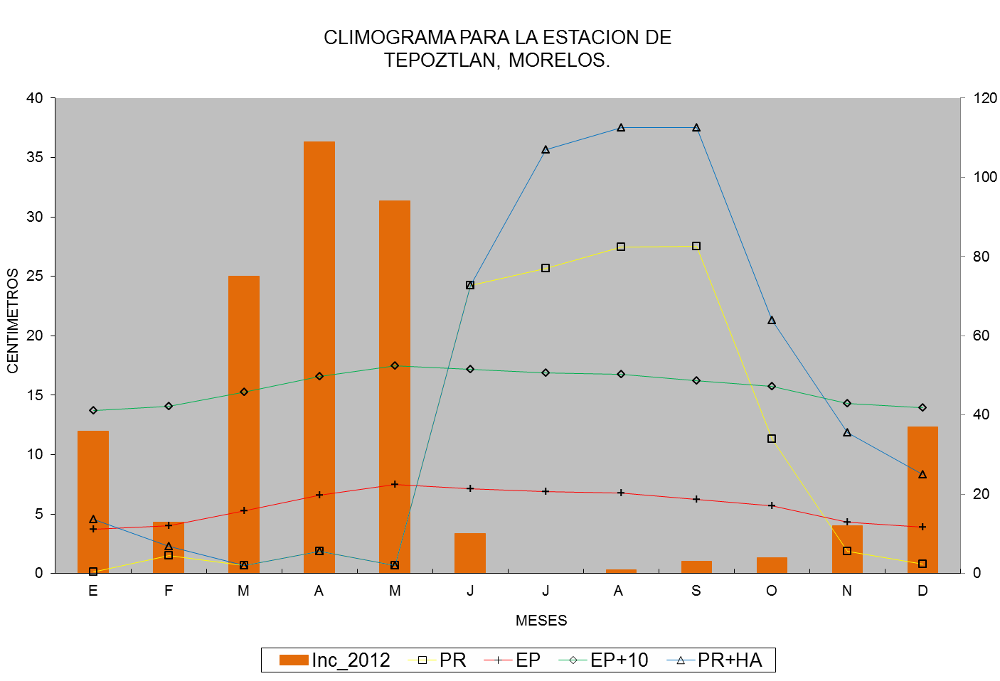 CLIMOGRAMA PARA LA ESTACION DE
TEPOZTLAN, MORELOS.
40
35
30
25
20
15
10
5
0
CENTIMETROS
120
100
80
60
40
20
0
E F M A M J J A S O N D
MESES
Inc_2012 PR EP EP+10 PR+HA